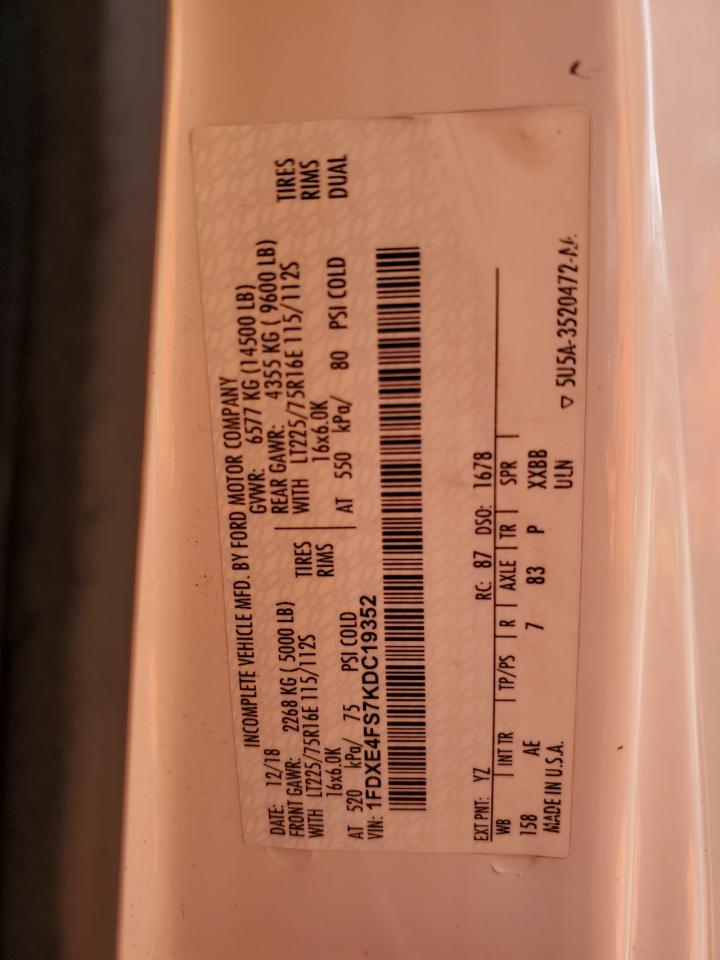 INCOMPLETE VEHICLE MFD. BY FORD MOTOR COMPANY
DATE: 12/18 GVWR: 6577 KG (14500 LB)
FRONT GAWR: 2268 KG ( 5000 LB) REAR GAWR: 4355 KG ( 9600 LB)
WITH LT225/75R16E 115/112S TIRES WITH LT225/75R16E 115/112S TIRES
16x6.0K RIMS 16x6.0K RIMS
AT 520 kPa/ 75 PSI COLD AT 550 kPa/ 80 PSI COLD DUAL
VIN: 1FDXE4FS7KDC19352
EXT PNT: YZ RC: 87 DSO: 1678
WB INT TR TP/PS R AXLE TR SPR
158 AE 7 83 P XXBB
MADE IN U.S.A. ULN
▽ 5U5A-3520472-